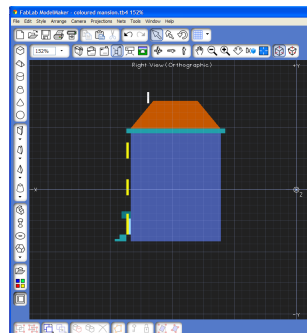 FabLab ModelMaker - coloured mansion.tb4 152%
File Edit Style Arrange Camera Projections Nets Tools Window Help
152%
Right View (Orthographic)
+Y
-X
Z
-Y